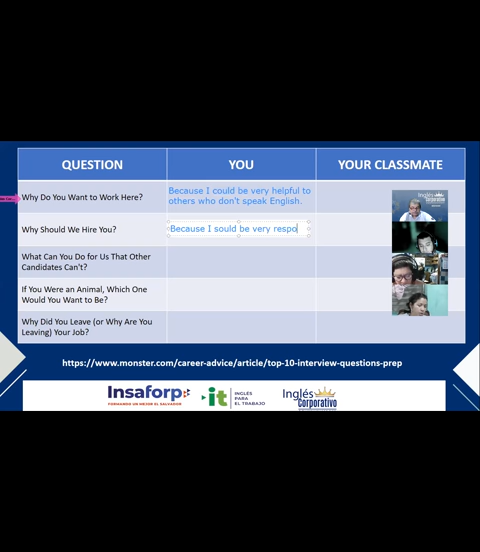 QUESTION YOU YOUR CLASSMATE
Why Do You Want to Work Here?
Because I could be very helpful to
others who don't speak English.
Why Should We Hire You?
Because I sould be very respo
What Can You Do for Us That Other
Candidates Can't?
If You Were an Animal, Which One
Would You Want to Be?
Why Did You Leave (or Why Are You
Leaving) Your Job?
https://www.monster.com/career-advice/article/top-10-interview-questions-prep
Insaforp
FORMANDO UN MEJOR EL SALVADOR
it
INGLÉS
PARA
EL TRABAJO
Inglés
Corporativo
Inglés
Corporativo